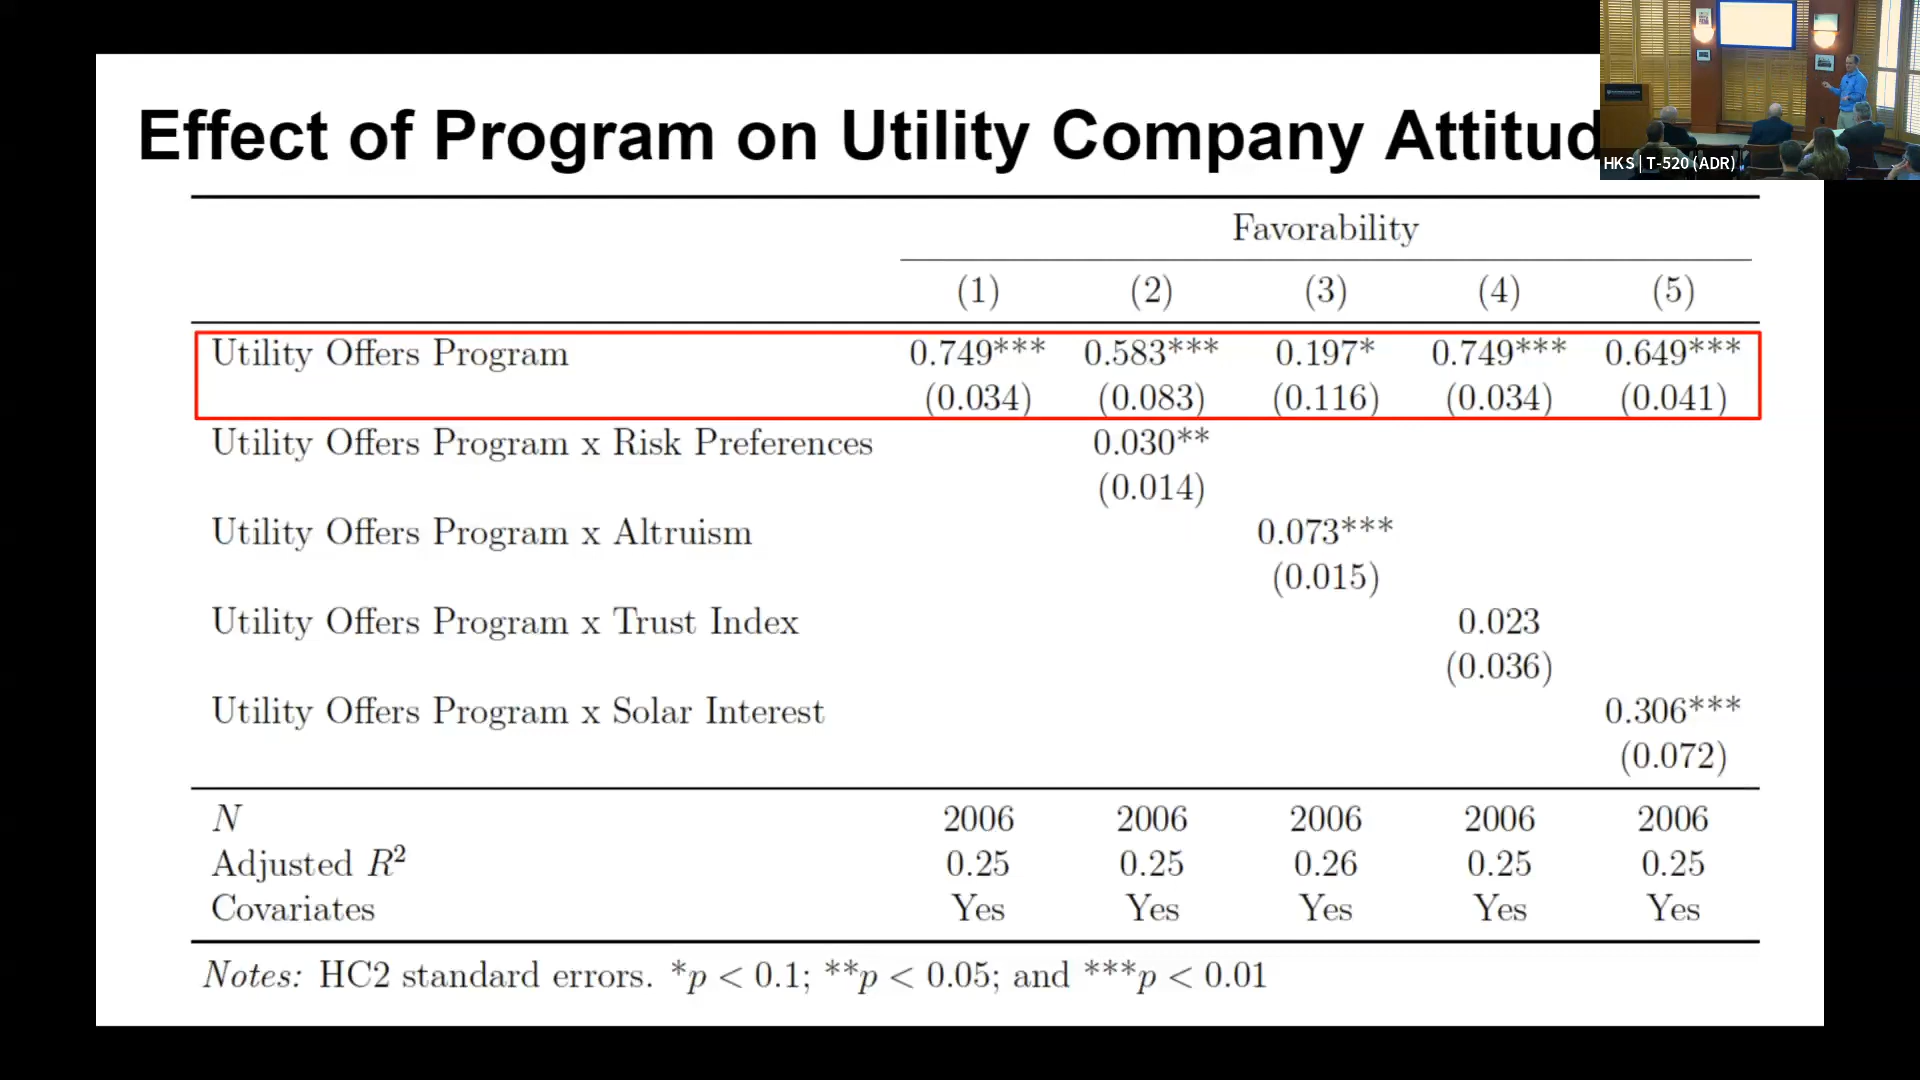 Effect of Program on Utility Company Attitud
HKS | T-520 (ADR)
Favorability
(1) (2) (3) (4) (5)
Utility Offers Program 0.749*** 0.583*** 0.197* 0.749*** 0.649***
(0.034) (0.083) (0.116) (0.034) (0.041)
Utility Offers Program x Risk Preferences 0.030**
(0.014)
Utility Offers Program x Altruism 0.073***
(0.015)
Utility Offers Program x Trust Index 0.023
(0.036)
Utility Offers Program x Solar Interest 0.306***
(0.072)
N 2006 2006 2006 2006 2006
Adjusted R² 0.25 0.25 0.26 0.25 0.25
Covariates Yes Yes Yes Yes Yes
Notes: HC2 standard errors. *p < 0.1; **p < 0.05; and ***p < 0.01